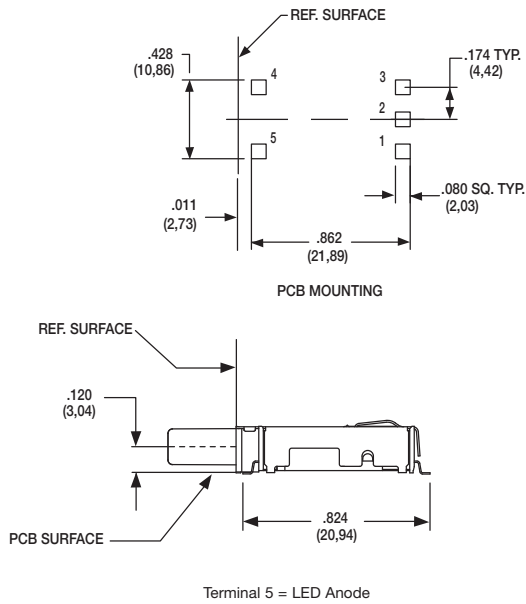 REF. SURFACE
.428
(10,86)
4
3
.174 TYP.
(4,42)
2
5
1
.011
(2,73)
.080 SQ. TYP.
(2,03)
.862
(21,89)
PCB MOUNTING
REF. SURFACE
.120
(3,04)
PCB SURFACE
.824
(20,94)
Terminal 5 = LED Anode